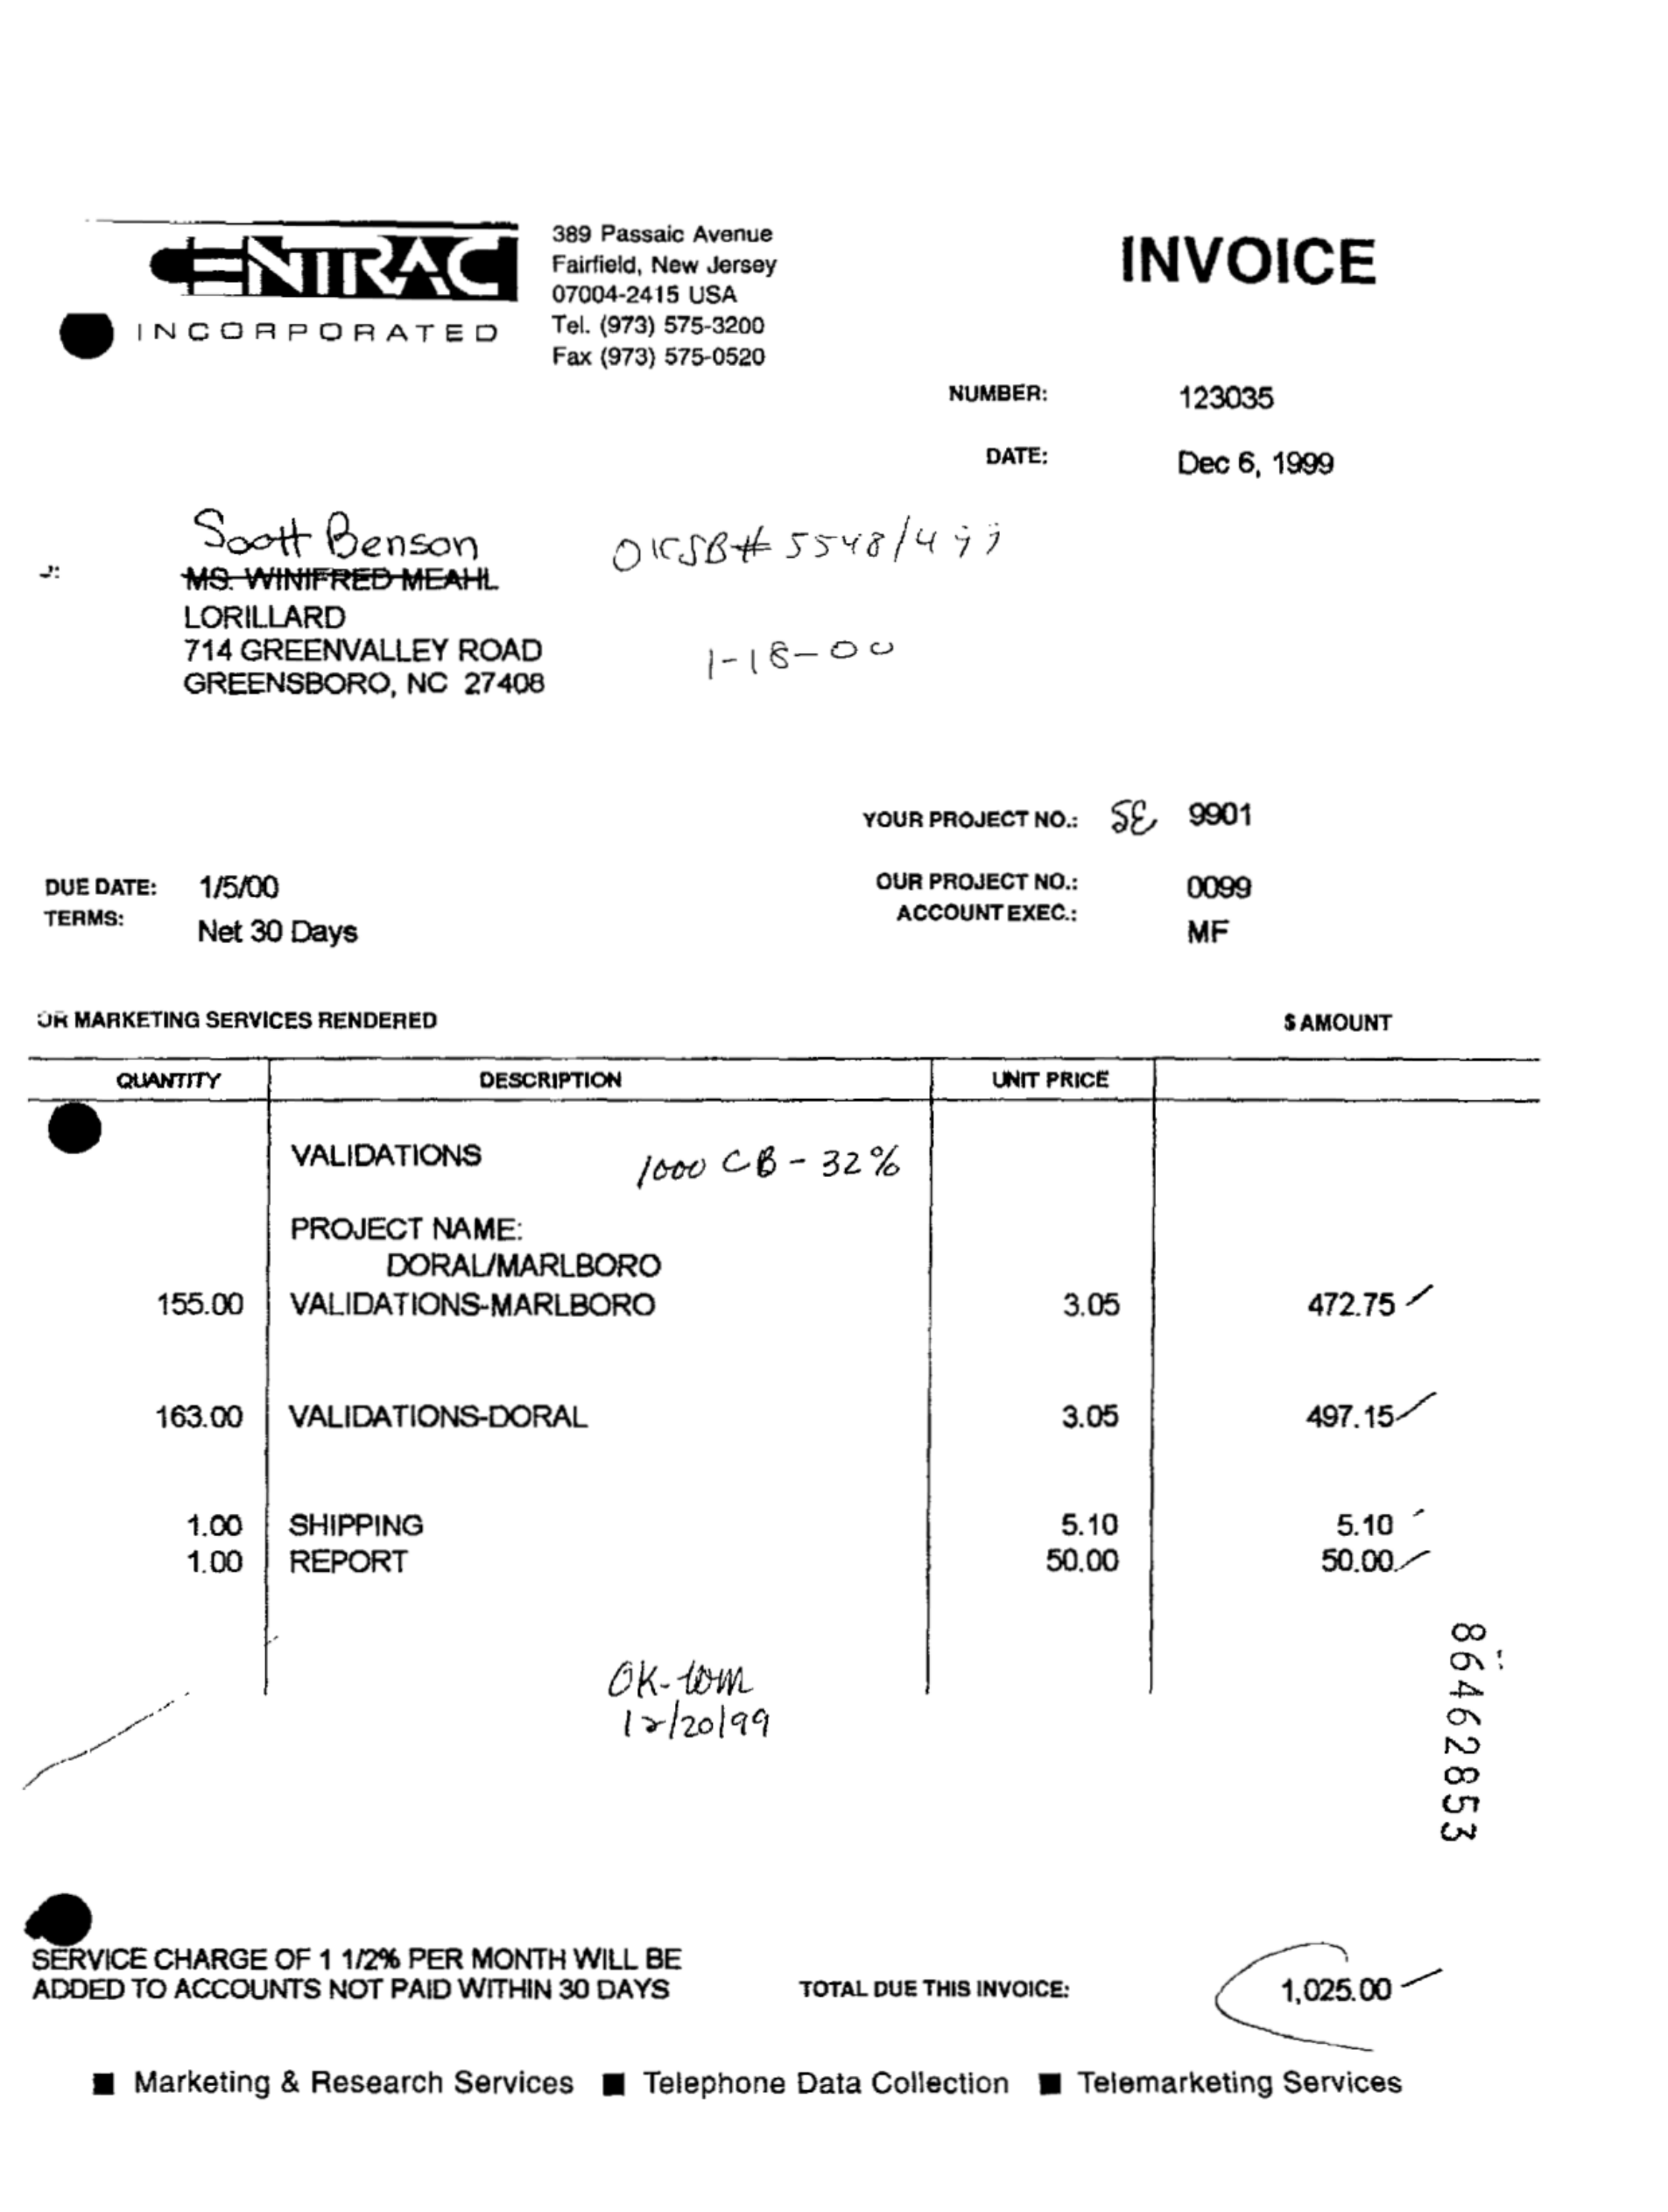 CENTRAC
INCORPORATED
389 Passaic Avenue
Fairfield, New Jersey
07004-2415 USA
Tel. (973) 575-3200
Fax (973) 575-0520
INVOICE
NUMBER: 123035
DATE: Dec 6, 1999
Scott Benson
MS. WINIFRED MEAHL
LORILLARD
714 GREENVALLEY ROAD
GREENSBORO, NC 27408
1-18-00
YOUR PROJECT NO.: SE 9901
DUE DATE: 1/5/00
TERMS: Net 30 Days
OUR PROJECT NO.: 0099
ACCOUNT EXEC.: MF
OR MARKETING SERVICES RENDERED $ AMOUNT
QUANTITY DESCRIPTION UNIT PRICE
VALIDATIONS 1000 CB - 32%
PROJECT NAME:
DORAL/MARLBORO
155.00 VALIDATIONS-MARLBORO 3.05 472.75
163.00 VALIDATIONS-DORAL 3.05 497.15
1.00 SHIPPING 5.10 5.10
1.00 REPORT 50.00 50.00
OK-
12/20/99
86462853
SERVICE CHARGE OF 1 1/2% PER MONTH WILL BE
ADDED TO ACCOUNTS NOT PAID WITHIN 30 DAYS
TOTAL DUE THIS INVOICE: 1,025.00
■ Marketing & Research Services ■ Telephone Data Collection ■ Telemarketing Services